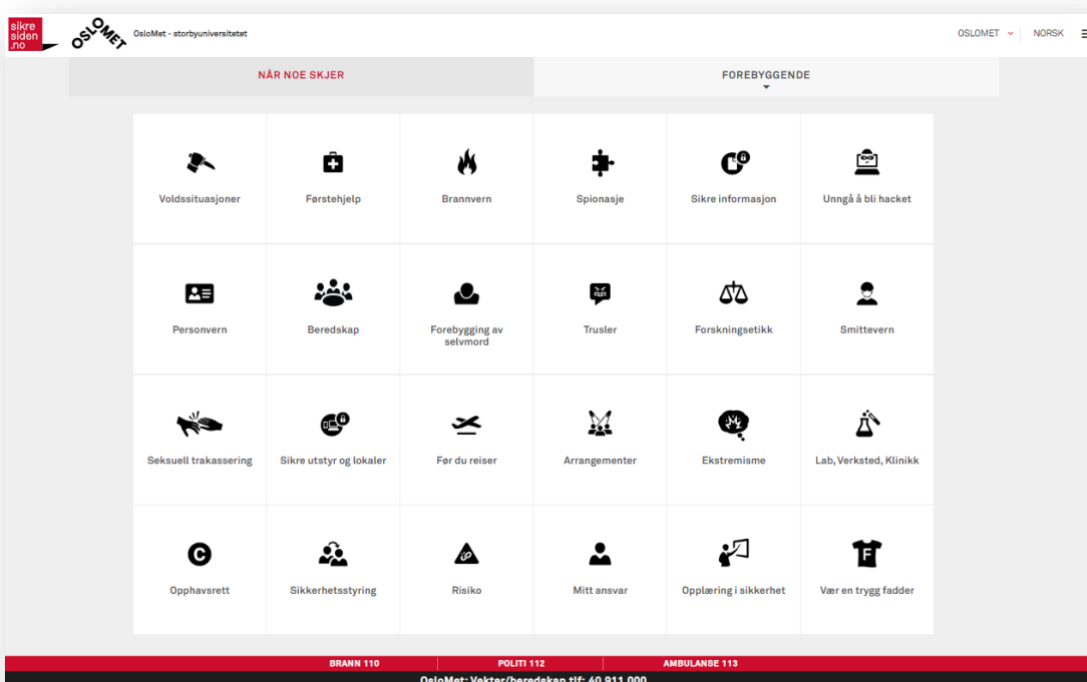 sikre
siden
.no
OSLOMET
OsloMet - storbyuniversitetet
OSLOMET
NORSK
NÅR NOE SKJER
FOREBYGGENDE
Voldssituasjoner
Førstehjelp
Brannvern
Spionasje
Sikre informasjon
Unngå å bli hacket
Personvern
Beredskap
Forebygging av
selvmord
Trusler
Forskningsetikk
Smittevern
Seksuell trakassering
Sikre utstyr og lokaler
Før du reiser
Arrangementer
Ekstremisme
Lab, Verksted, Klinikk
C
Opphavsrett
Sikkerhetsstyring
Risiko
Mitt ansvar
Opplæring i sikkerhet
F
Vær en trygg fadder
BRANN 110
POLITI 112
AMBULANSE 113
OsloMet: Vekter/beredskap tlf: 40 911 000